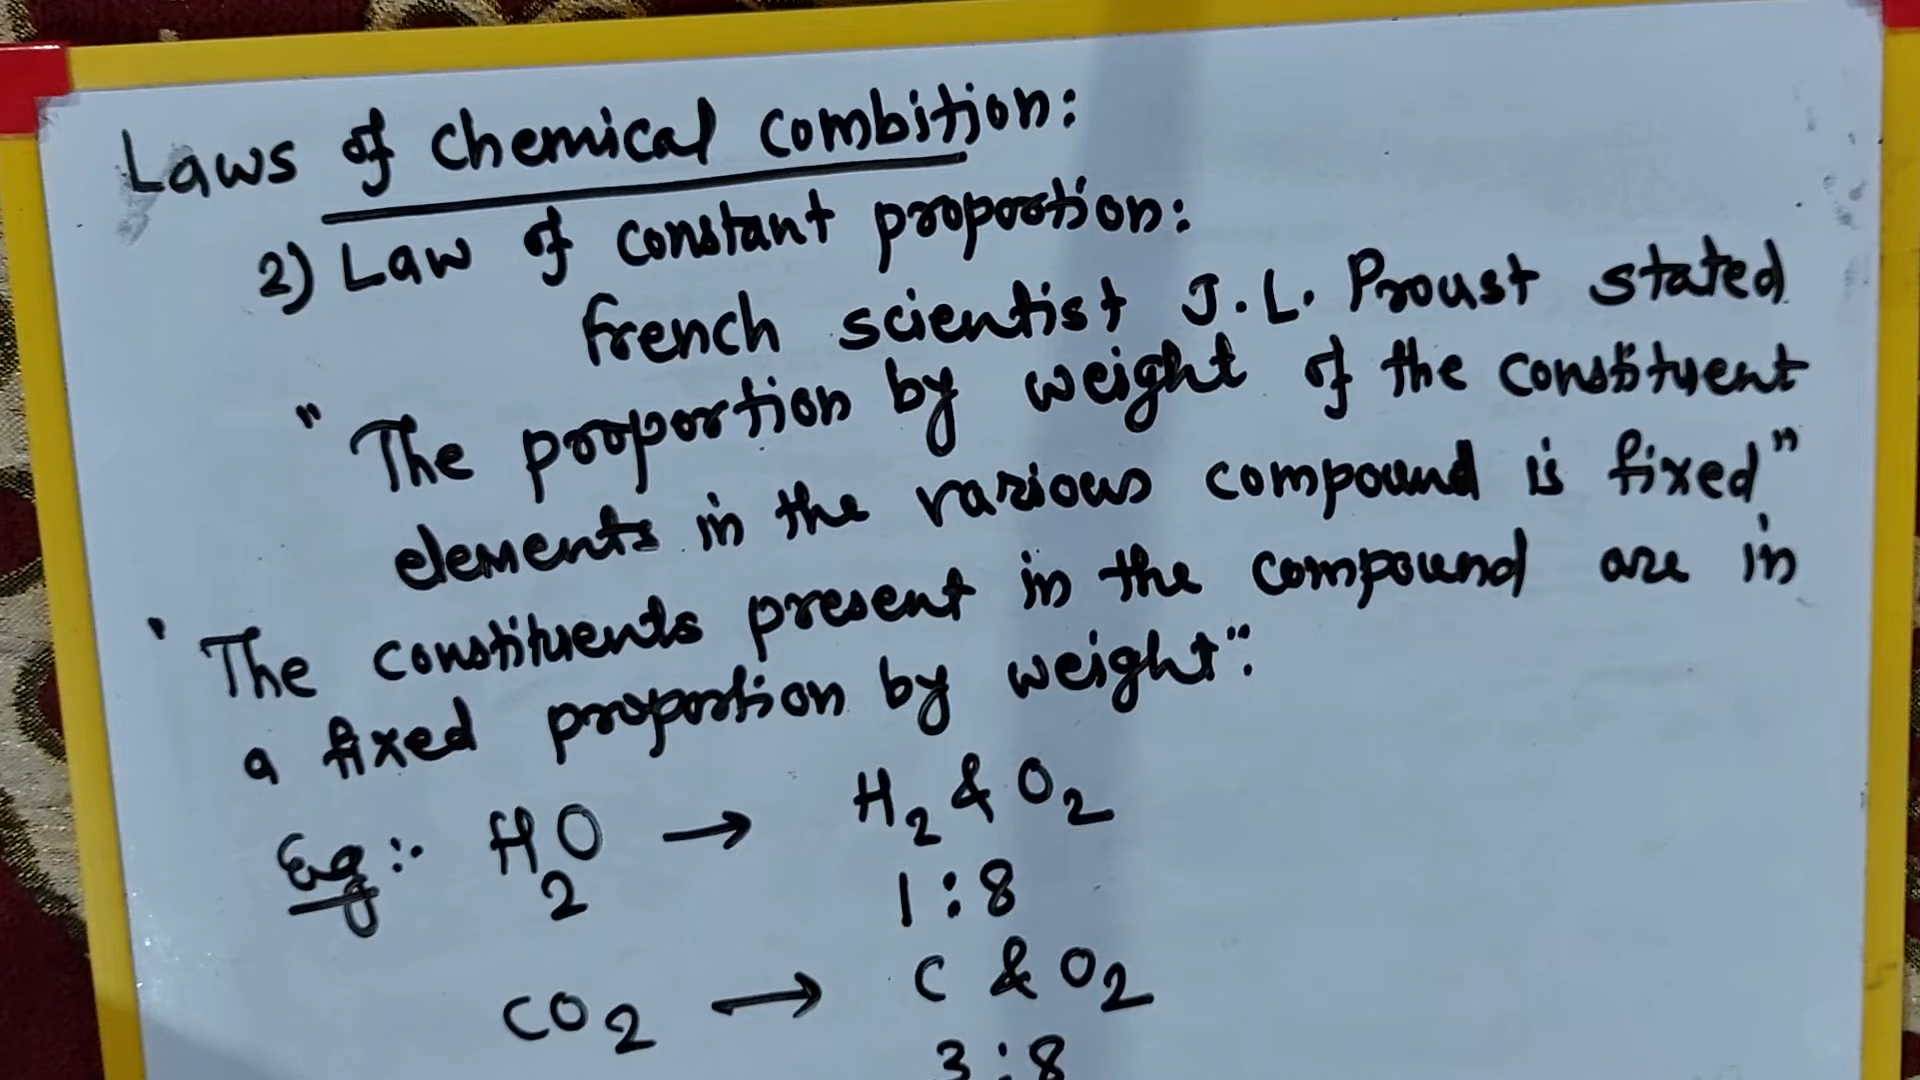 Laws of chemical combition:
2) Law of constant proportion:
french scientist J.L. Proust stated
" The proportion by weight of the constituent
elements in the various compound is fixed"
' The constituents present in the compound are in
a fixed proportion by weight".
Eg:- H2O → H2 & O2
1:8
CO2 → C & O2
3:8